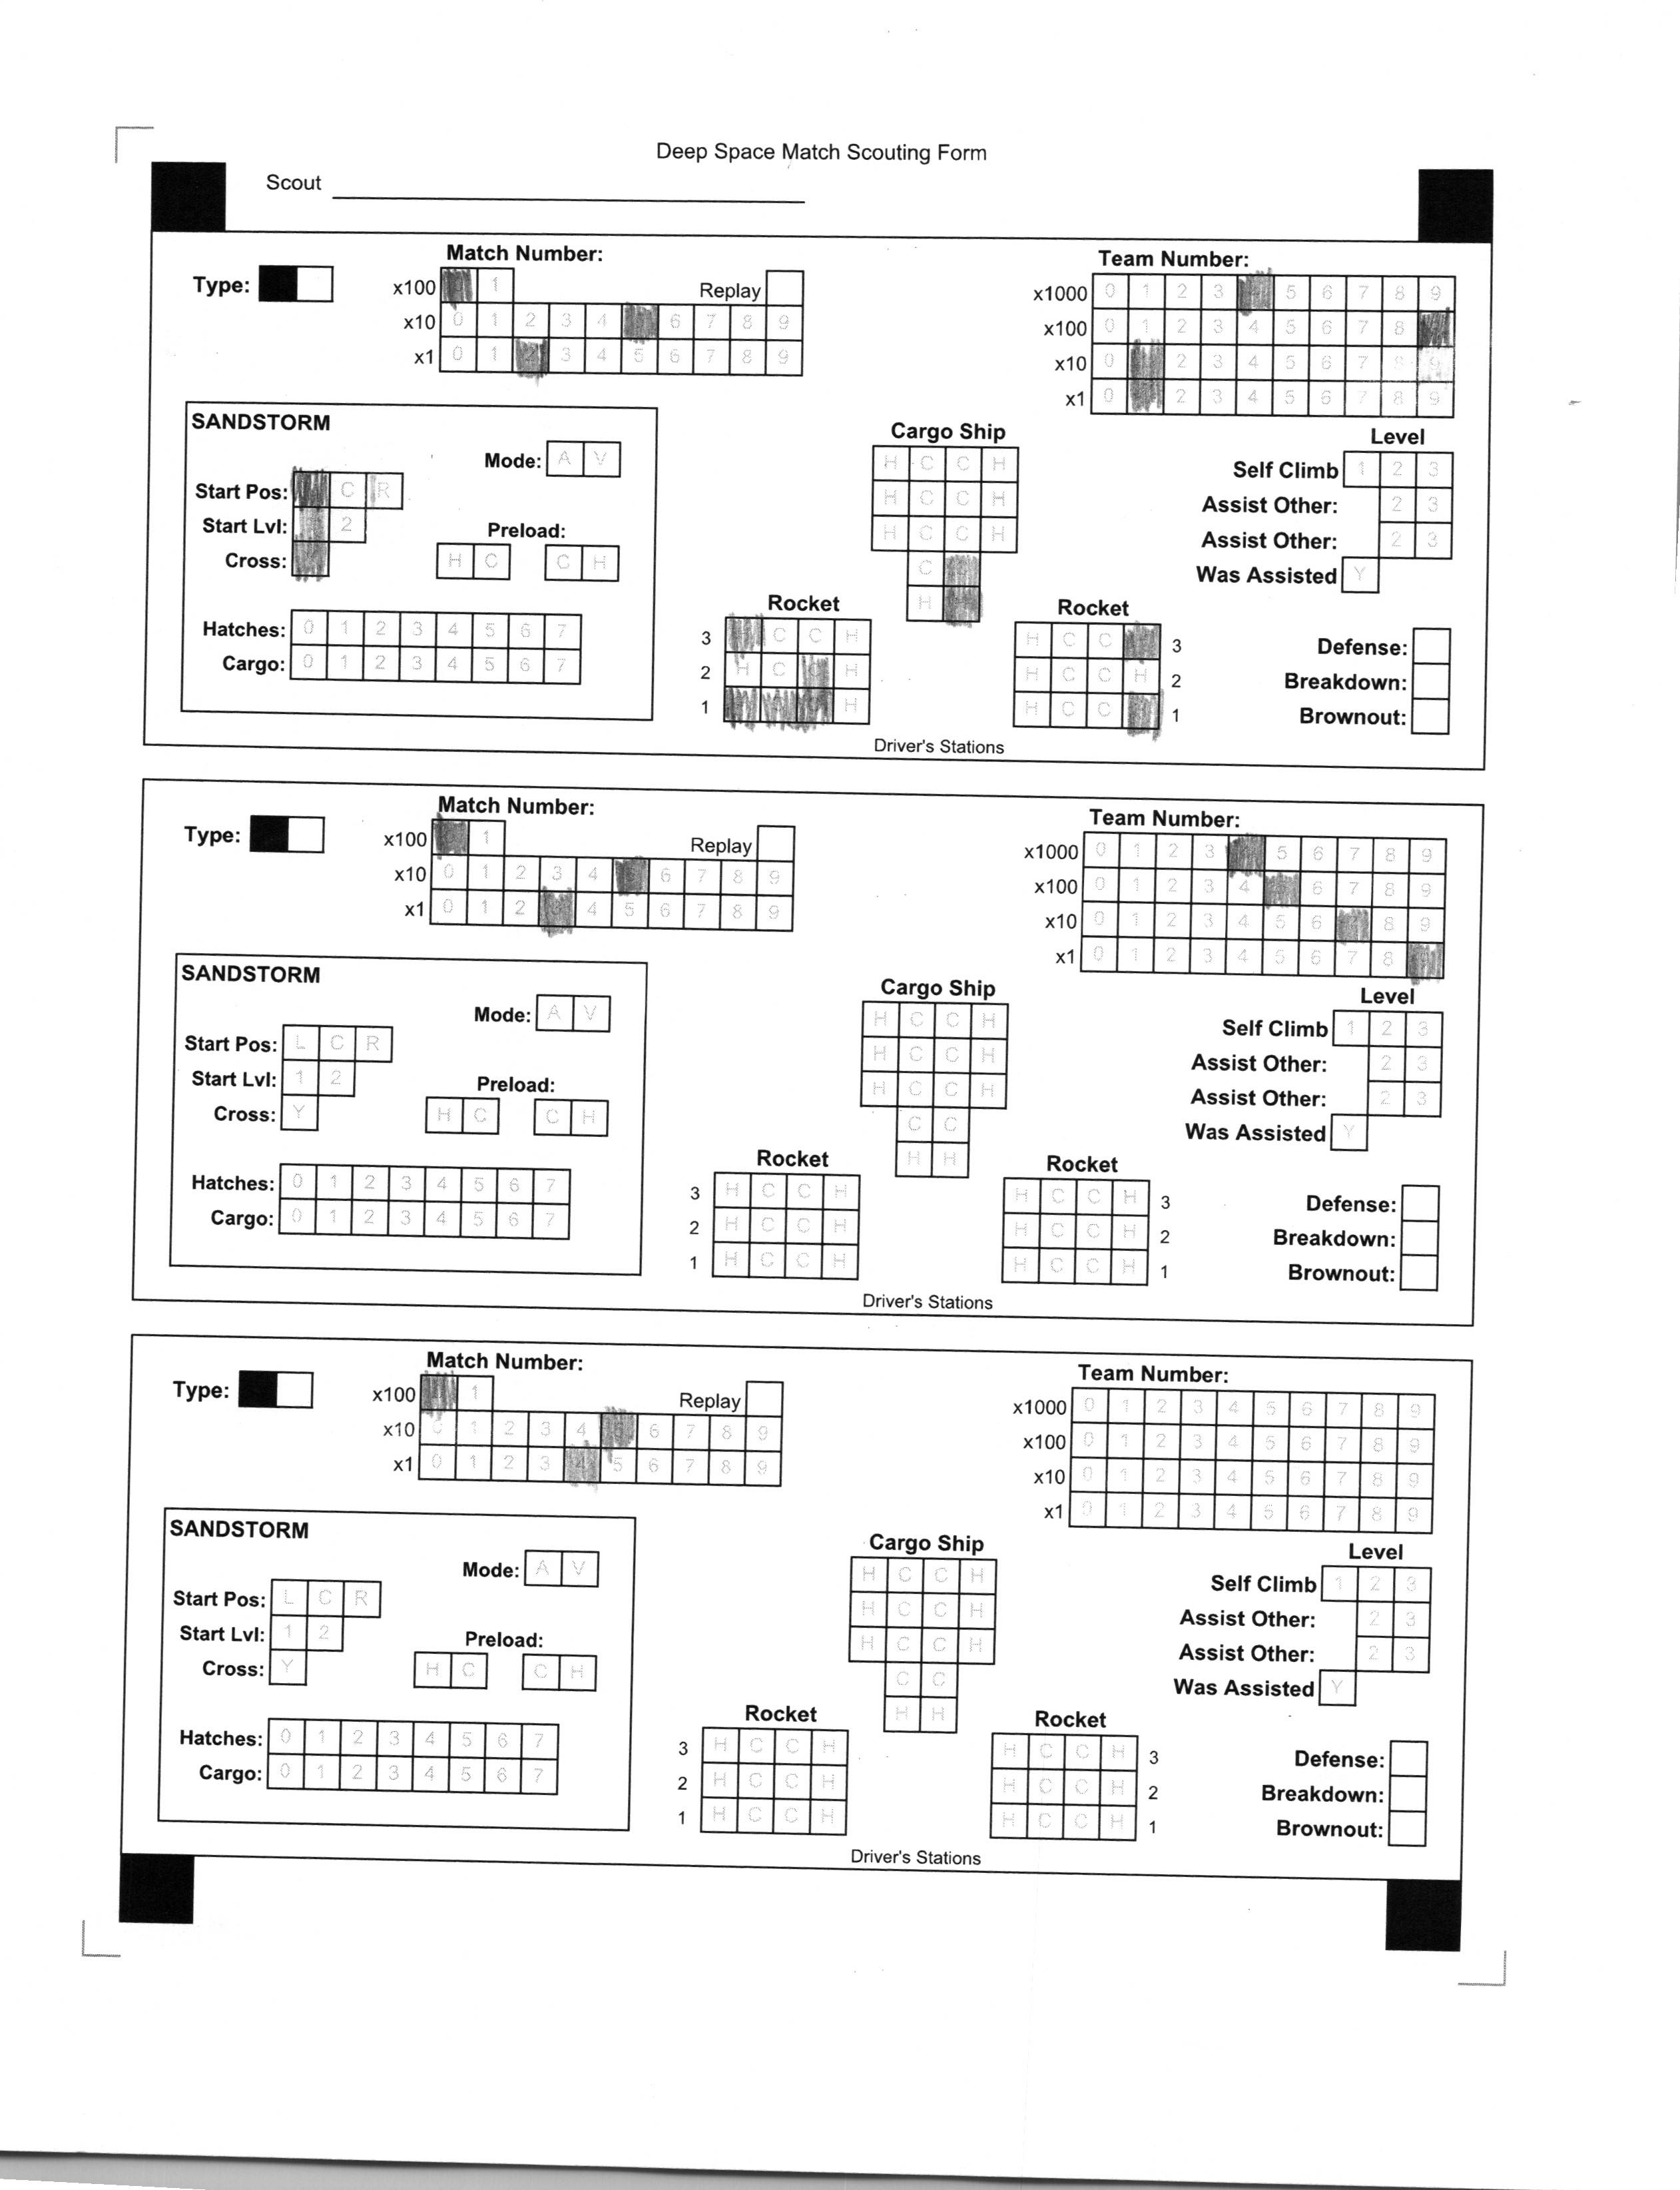 Deep Space Match Scouting Form
Scout
Match Number:
Team Number:
Type:
x100 1
Replay
x10 0 1 2 3 4 6 7 8 9
x1 0 1 2 3 4 5 6 7 8 9
x1000 0 1 2 3 5 6 7 8 9
x100 0 1 2 3 4 5 6 7 8
x10 0 2 3 4 5 6 7 8 9
x1 0 2 3 4 5 6 7 8 9
SANDSTORM
Mode: A V
Start Pos: C R
Start Lvl: 2
Cross:
Preload:
H C C H
Hatches: 0 1 2 3 4 5 6 7
Cargo: 0 1 2 3 4 5 6 7
Cargo Ship
H C C H
H C C H
H C C H
C
H
Rocket
3 H C C H
2 H C H
1 H
Rocket
H C C 3
H C C H 2
H C C 1
Level
Self Climb 1 2 3
Assist Other: 2 3
Assist Other: 2 3
Was Assisted Y
Defense:
Breakdown:
Brownout:
Driver's Stations
Match Number:
Team Number:
Type:
x100 1
Replay
x10 0 1 2 3 4 6 7 8 9
x1 0 1 2 4 5 6 7 8 9
x1000 0 1 2 3 5 6 7 8 9
x100 0 1 2 3 4 6 7 8 9
x10 0 1 2 3 4 5 6 8 9
x1 0 1 2 3 4 5 6 7 8
SANDSTORM
Mode: A V
Start Pos: L C R
Start Lvl: 1 2
Cross: Y
Preload:
H C C H
Hatches: 0 1 2 3 4 5 6 7
Cargo: 0 1 2 3 4 5 6 7
Cargo Ship
H C C H
H C C H
H C C H
C C
H H
Rocket
3 H C C H
2 H C C H
1 H C C H
Rocket
H C C H 3
H C C H 2
H C C H 1
Level
Self Climb 1 2 3
Assist Other: 2 3
Assist Other: 2 3
Was Assisted Y
Defense:
Breakdown:
Brownout:
Driver's Stations
Match Number:
Team Number:
Type:
x100 1
Replay
x10 0 1 2 3 4 6 7 8 9
x1 0 1 2 3 4 5 6 7 8 9
x1000 0 1 2 3 4 5 6 7 8 9
x100 0 1 2 3 4 5 6 7 8 9
x10 0 1 2 3 4 5 6 7 8 9
x1 0 1 2 3 4 5 6 7 8 9
SANDSTORM
Mode: A V
Start Pos: L C R
Start Lvl: 1 2
Cross: Y
Preload:
H C C H
Hatches: 0 1 2 3 4 5 6 7
Cargo: 0 1 2 3 4 5 6 7
Cargo Ship
H C C H
H C C H
H C C H
C C
H H
Rocket
3 H C C H
2 H C C H
1 H C C H
Rocket
H C C H 3
H C C H 2
H C C H 1
Level
Self Climb 1 2 3
Assist Other: 2 3
Assist Other: 2 3
Was Assisted Y
Defense:
Breakdown:
Brownout:
Driver's Stations